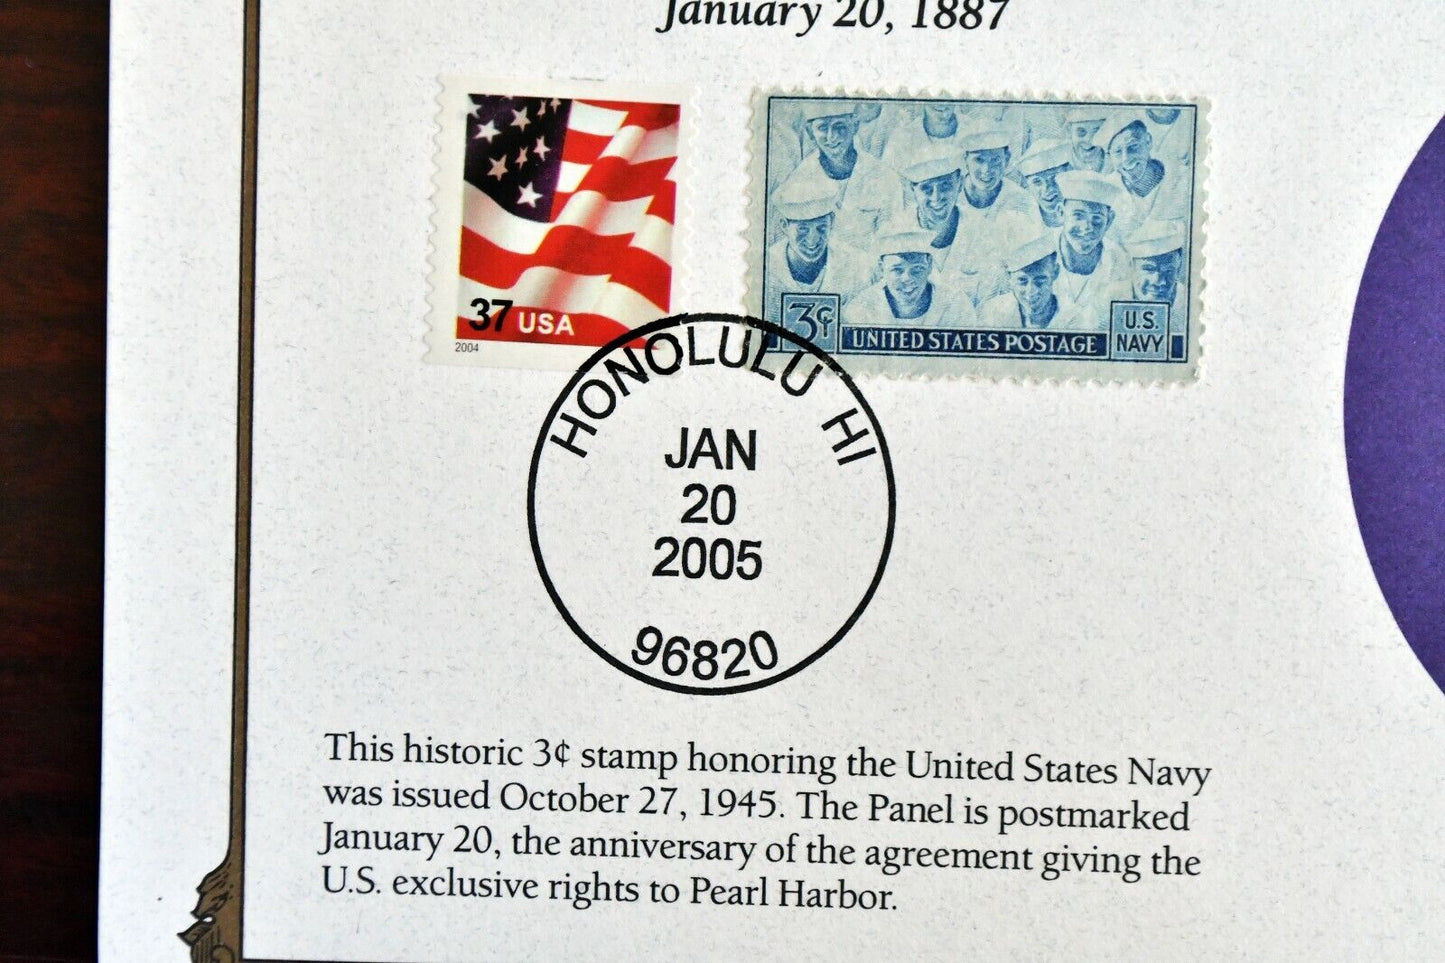 January 20, 1887
37 USA
2004
3¢
UNITED STATES POSTAGE
U.S.
NAVY
HONOLULU HI
JAN
20
2005
96820
This historic 3¢ stamp honoring the United States Navy
was issued October 27, 1945. The Panel is postmarked
January 20, the anniversary of the agreement giving the
U.S. exclusive rights to Pearl Harbor.